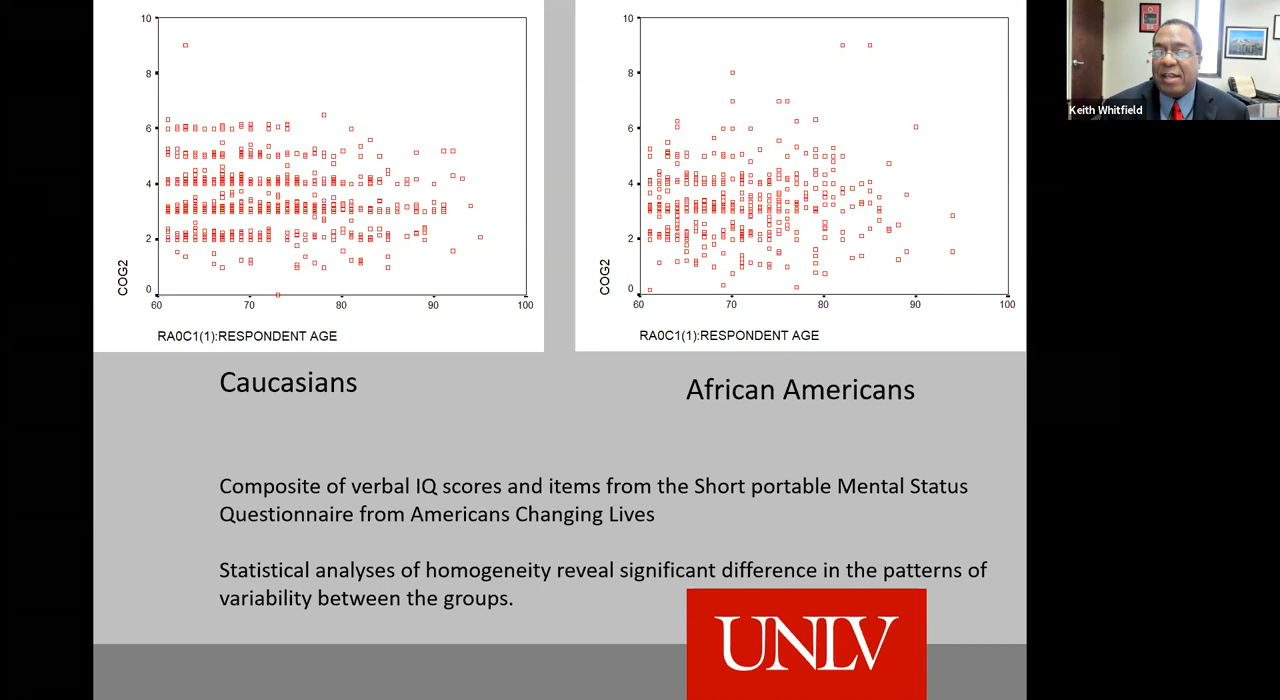 10
8
6
4
2
0
COG2
60 70 80 90 100
RA0C1(1):RESPONDENT AGE
10
8
6
4
2
0
COG2
60 70 80 90 100
RA0C1(1):RESPONDENT AGE
Keith Whitfield
Caucasians
African Americans
Composite of verbal IQ scores and items from the Short portable Mental Status
Questionnaire from Americans Changing Lives
Statistical analyses of homogeneity reveal significant difference in the patterns of
variability between the groups.
UNLV